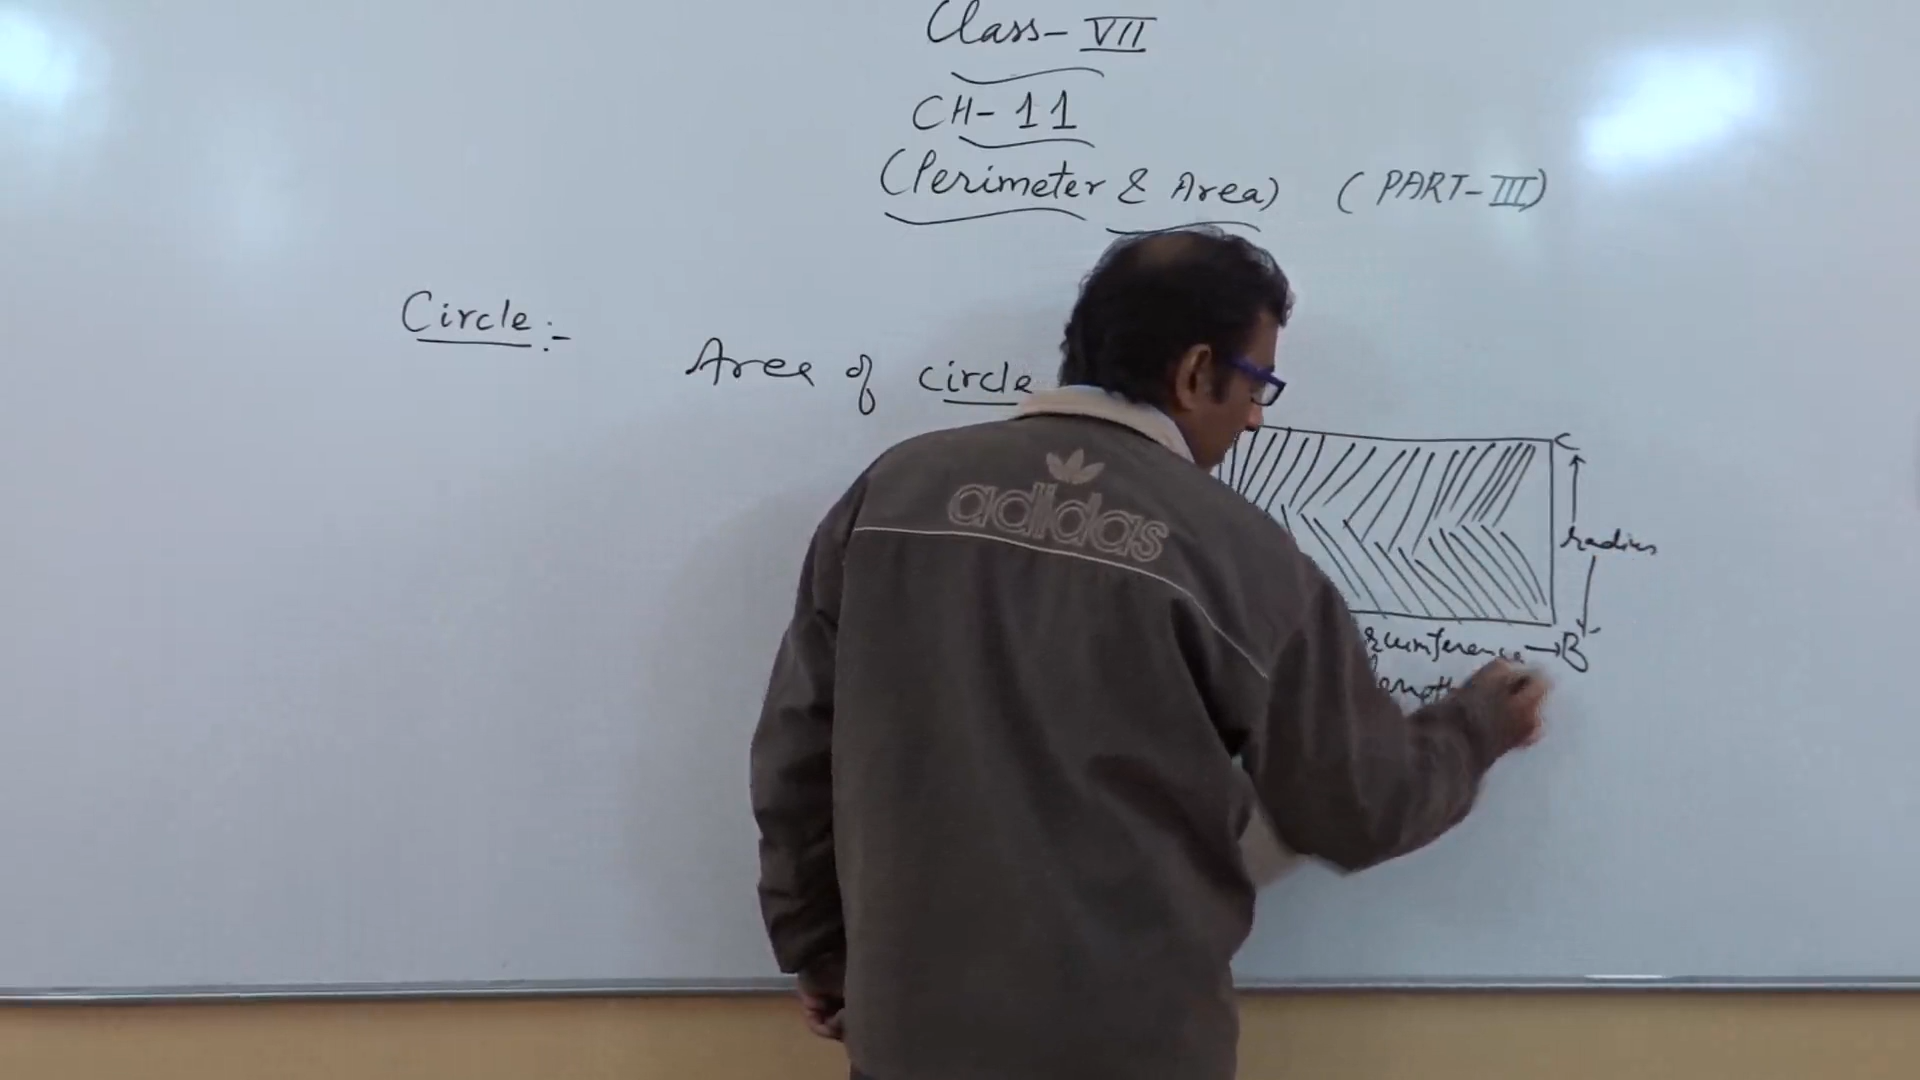 Class-VII
CH-11
(Perimeter & Area) (PART-III)
Circle:-
Area of circle
adidas
C
radius
B